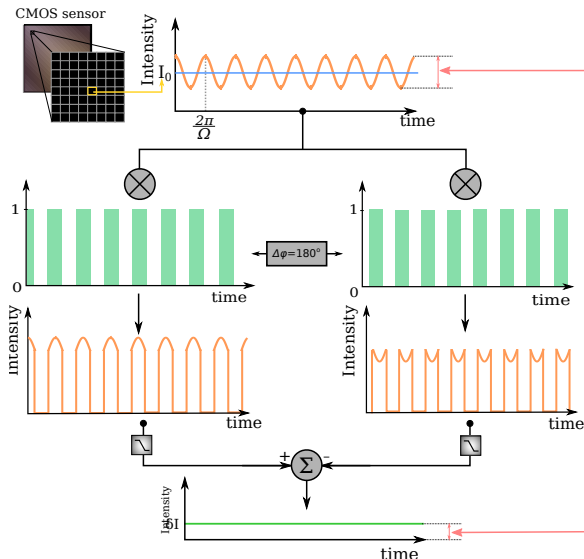 CMOS sensor
Intensity
I0
2π
Ω
time
1
0
time
Δφ=180°
1
0
time
Intensity
time
Intensity
time
+
Σ
–
Intensity
δI
time